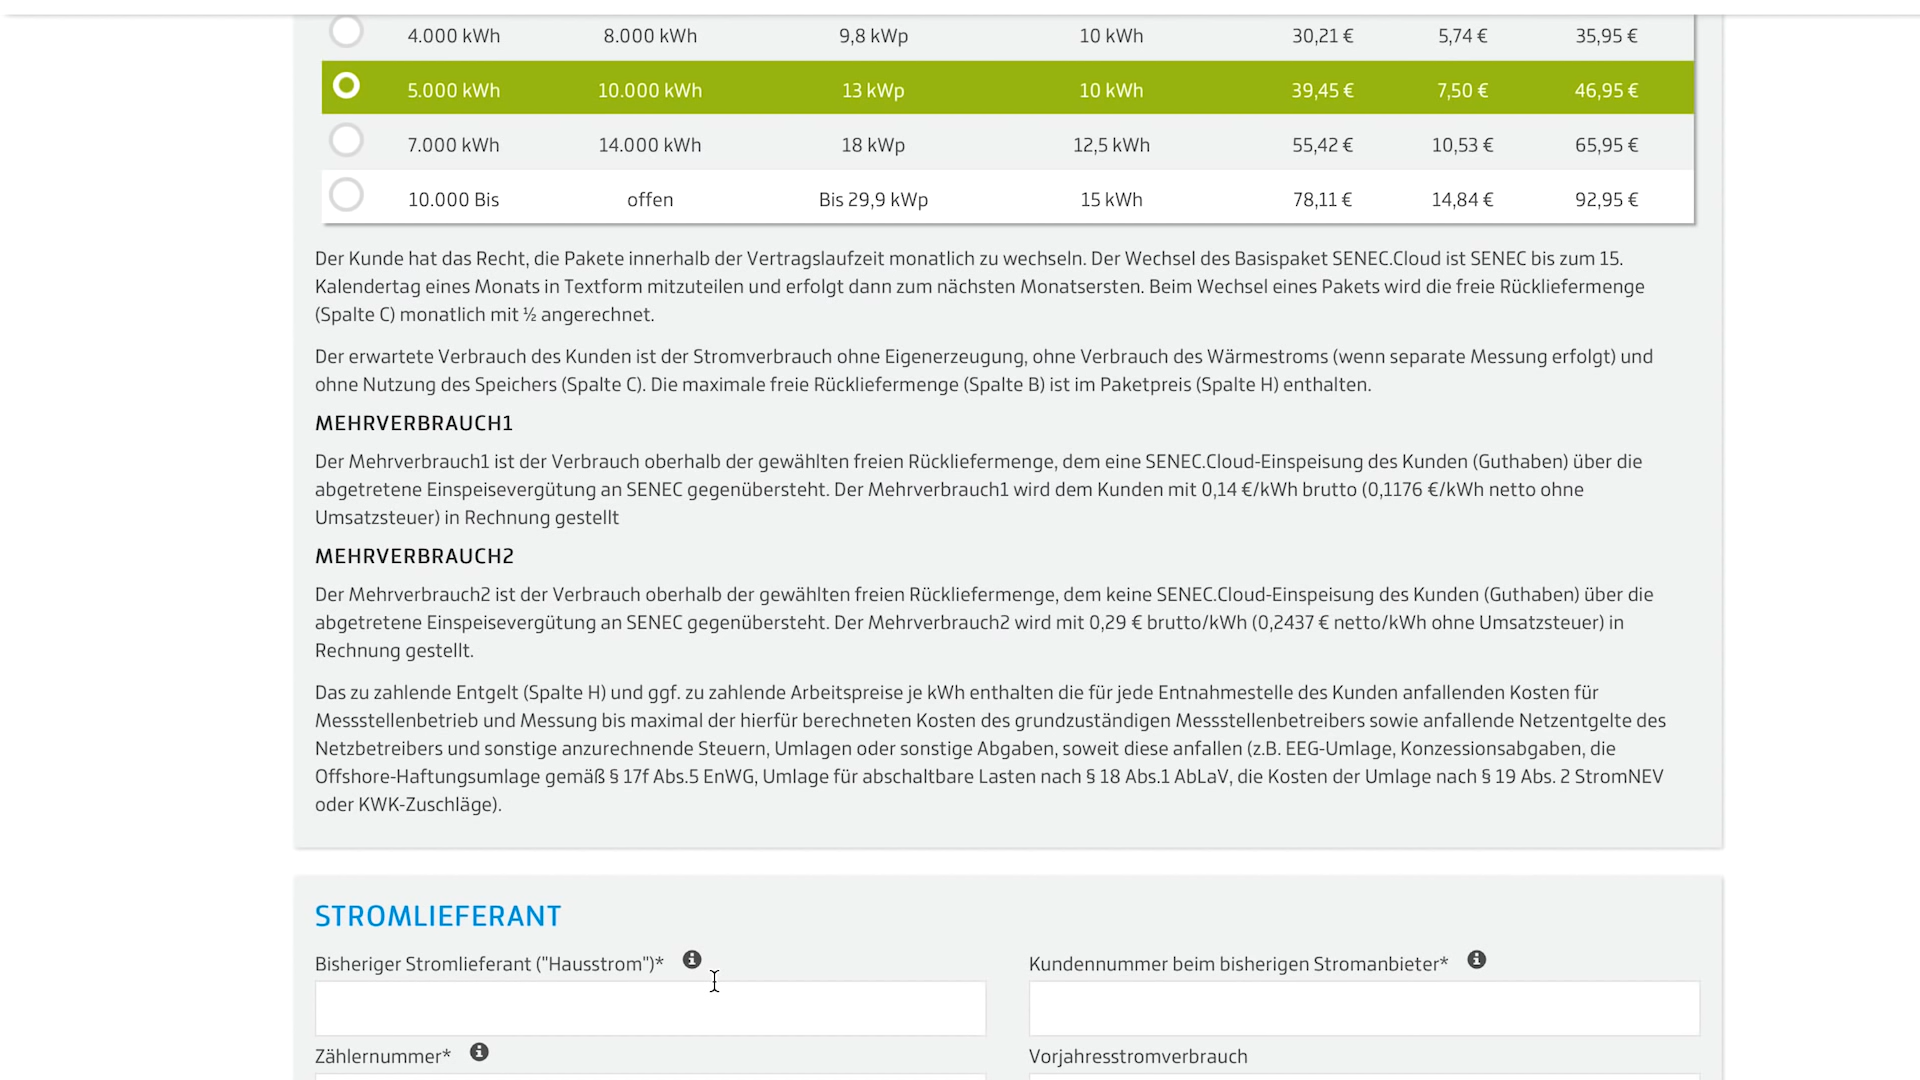 4.000 kWh 8.000 kWh 9,8 kWp 10 kWh 30,21 € 5,74 € 35,95 €
5.000 kWh 10.000 kWh 13 kWp 10 kWh 39,45 € 7,50 € 46,95 €
7.000 kWh 14.000 kWh 18 kWp 12,5 kWh 55,42 € 10,53 € 65,95 €
10.000 Bis offen Bis 29,9 kWp 15 kWh 78,11 € 14,84 € 92,95 €
Der Kunde hat das Recht, die Pakete innerhalb der Vertragslaufzeit monatlich zu wechseln. Der Wechsel des Basispaket SENEC.Cloud ist SENEC bis zum 15.
Kalendertag eines Monats in Textform mitzuteilen und erfolgt dann zum nächsten Monatsersten. Beim Wechsel eines Pakets wird die freie Rückliefermenge
(Spalte C) monatlich mit ½ angerechnet.
Der erwartete Verbrauch des Kunden ist der Stromverbrauch ohne Eigenerzeugung, ohne Verbrauch des Wärmestroms (wenn separate Messung erfolgt) und
ohne Nutzung des Speichers (Spalte C). Die maximale freie Rückliefermenge (Spalte B) ist im Paketpreis (Spalte H) enthalten.
MEHRVERBRAUCH1
Der Mehrverbrauch1 ist der Verbrauch oberhalb der gewählten freien Rückliefermenge, dem eine SENEC.Cloud-Einspeisung des Kunden (Guthaben) über die
abgetretene Einspeisevergütung an SENEC gegenübersteht. Der Mehrverbrauch1 wird dem Kunden mit 0,14 €/kWh brutto (0,1176 €/kWh netto ohne
Umsatzsteuer) in Rechnung gestellt
MEHRVERBRAUCH2
Der Mehrverbrauch2 ist der Verbrauch oberhalb der gewählten freien Rückliefermenge, dem keine SENEC.Cloud-Einspeisung des Kunden (Guthaben) über die
abgetretene Einspeisevergütung an SENEC gegenübersteht. Der Mehrverbrauch2 wird mit 0,29 € brutto/kWh (0,2437 € netto/kWh ohne Umsatzsteuer) in
Rechnung gestellt.
Das zu zahlende Entgelt (Spalte H) und ggf. zu zahlende Arbeitspreise je kWh enthalten die für jede Entnahmestelle des Kunden anfallenden Kosten für
Messstellenbetrieb und Messung bis maximal der hierfür berechneten Kosten des grundzuständigen Messstellenbetreibers sowie anfallende Netzentgelte des
Netzbetreibers und sonstige anzurechnende Steuern, Umlagen oder sonstige Abgaben, soweit diese anfallen (z.B. EEG-Umlage, Konzessionsabgaben, die
Offshore-Haftungsumlage gemäß § 17f Abs.5 EnWG, Umlage für abschaltbare Lasten nach § 18 Abs.1 AbLaV, die Kosten der Umlage nach § 19 Abs. 2 StromNEV
oder KWK-Zuschläge).
STROMLIEFERANT
Bisheriger Stromlieferant ("Hausstrom")* Kundennummer beim bisherigen Stromanbieter*
Zählernummer* Vorjahresstromverbrauch